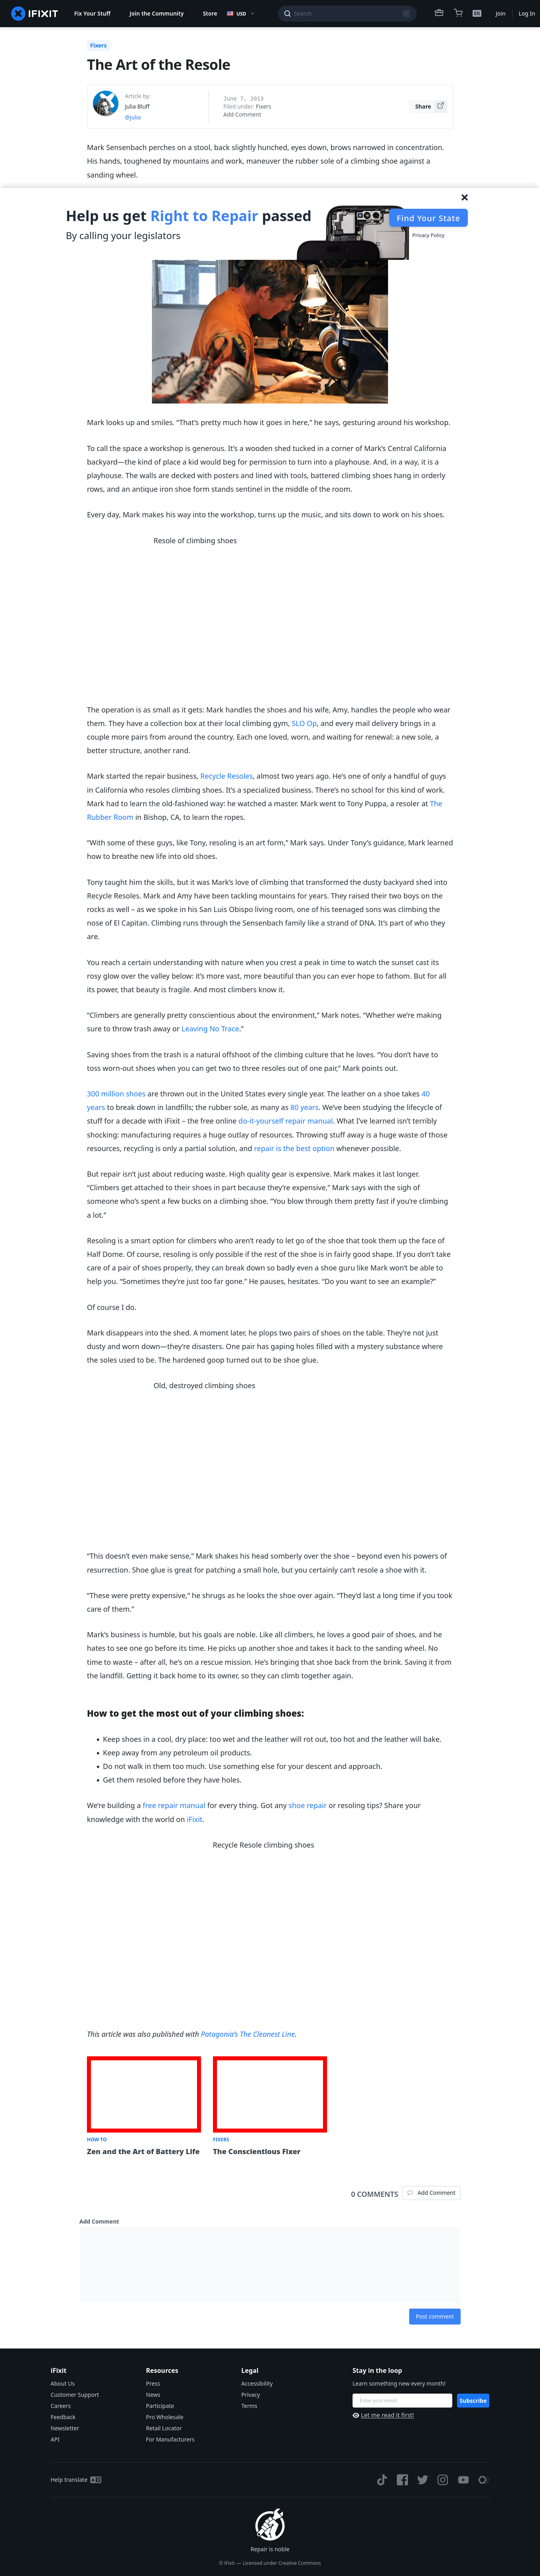 IFIXIT
Fix Your Stuff
Join the Community
Store
USD
Search
/
Join
Log In
Fixers
The Art of the Resole
Article by:
Julia Bluff
@julia
June 7, 2013
Filed under: Fixers
Add Comment
Share
Mark Sensenbach perches on a stool, back slightly hunched, eyes down, brows narrowed in concentration.
His hands, toughened by mountains and work, maneuver the rubber sole of a climbing shoe against a
sanding wheel.
Help us get Right to Repair passed
By calling your legislators
Find Your State
Privacy Policy
Mark looks up and smiles. “That’s pretty much how it goes in here,” he says, gesturing around his workshop.
To call the space a workshop is generous. It’s a wooden shed tucked in a corner of Mark’s Central California
backyard—the kind of place a kid would beg for permission to turn into a playhouse. And, in a way, it is a
playhouse. The walls are decked with posters and lined with tools, battered climbing shoes hang in orderly
rows, and an antique iron shoe form stands sentinel in the middle of the room.
Every day, Mark makes his way into the workshop, turns up the music, and sits down to work on his shoes.
Resole of climbing shoes
The operation is as small as it gets: Mark handles the shoes and his wife, Amy, handles the people who wear
them. They have a collection box at their local climbing gym, SLO Op, and every mail delivery brings in a
couple more pairs from around the country. Each one loved, worn, and waiting for renewal: a new sole, a
better structure, another rand.
Mark started the repair business, Recycle Resoles, almost two years ago. He’s one of only a handful of guys
in California who resoles climbing shoes. It’s a specialized business. There’s no school for this kind of work.
Mark had to learn the old-fashioned way: he watched a master. Mark went to Tony Puppa, a resoler at The
Rubber Room in Bishop, CA, to learn the ropes.
“With some of these guys, like Tony, resoling is an art form,” Mark says. Under Tony’s guidance, Mark learned
how to breathe new life into old shoes.
Tony taught him the skills, but it was Mark’s love of climbing that transformed the dusty backyard shed into
Recycle Resoles. Mark and Amy have been tackling mountains for years. They raised their two boys on the
rocks as well – as we spoke in his San Luis Obispo living room, one of his teenaged sons was climbing the
nose of El Capitan. Climbing runs through the Sensenbach family like a strand of DNA. It’s part of who they
are.
You reach a certain understanding with nature when you crest a peak in time to watch the sunset cast its
rosy glow over the valley below: it’s more vast, more beautiful than you can ever hope to fathom. But for all
its power, that beauty is fragile. And most climbers know it.
“Climbers are generally pretty conscientious about the environment,” Mark notes. “Whether we’re making
sure to throw trash away or Leaving No Trace.”
Saving shoes from the trash is a natural offshoot of the climbing culture that he loves. “You don’t have to
toss worn-out shoes when you can get two to three resoles out of one pair,” Mark points out.
300 million shoes are thrown out in the United States every single year. The leather on a shoe takes 40
years to break down in landfills; the rubber sole, as many as 80 years. We’ve been studying the lifecycle of
stuff for a decade with iFixit – the free online do-it-yourself repair manual. What I’ve learned isn’t terribly
shocking: manufacturing requires a huge outlay of resources. Throwing stuff away is a huge waste of those
resources, recycling is only a partial solution, and repair is the best option whenever possible.
But repair isn’t just about reducing waste. High quality gear is expensive. Mark makes it last longer.
“Climbers get attached to their shoes in part because they’re expensive,” Mark says with the sigh of
someone who’s spent a few bucks on a climbing shoe. “You blow through them pretty fast if you’re climbing
a lot.”
Resoling is a smart option for climbers who aren’t ready to let go of the shoe that took them up the face of
Half Dome. Of course, resoling is only possible if the rest of the shoe is in fairly good shape. If you don’t take
care of a pair of shoes properly, they can break down so badly even a shoe guru like Mark won’t be able to
help you. “Sometimes they’re just too far gone.” He pauses, hesitates. “Do you want to see an example?”
Of course I do.
Mark disappears into the shed. A moment later, he plops two pairs of shoes on the table. They’re not just
dusty and worn down—they’re disasters. One pair has gaping holes filled with a mystery substance where
the soles used to be. The hardened goop turned out to be shoe glue.
Old, destroyed climbing shoes
“This doesn’t even make sense,” Mark shakes his head somberly over the shoe – beyond even his powers of
resurrection. Shoe glue is great for patching a small hole, but you certainly can’t resole a shoe with it.
“These were pretty expensive,” he shrugs as he looks the shoe over again. “They’d last a long time if you took
care of them.”
Mark’s business is humble, but his goals are noble. Like all climbers, he loves a good pair of shoes, and he
hates to see one go before its time. He picks up another shoe and takes it back to the sanding wheel. No
time to waste – after all, he’s on a rescue mission. He’s bringing that shoe back from the brink. Saving it from
the landfill. Getting it back home to its owner, so they can climb together again.
How to get the most out of your climbing shoes:
• Keep shoes in a cool, dry place: too wet and the leather will rot out, too hot and the leather will bake.
• Keep away from any petroleum oil products.
• Do not walk in them too much. Use something else for your descent and approach.
• Get them resoled before they have holes.
We’re building a free repair manual for every thing. Got any shoe repair or resoling tips? Share your
knowledge with the world on iFixit.
Recycle Resole climbing shoes
This article was also published with Patagonia’s The Cleanest Line.
HOW TO
Zen and the Art of Battery Life
FIXERS
The Conscientious Fixer
0 COMMENTS
Add Comment
Add Comment
Post comment
iFixit
About Us
Customer Support
Careers
Feedback
Newsletter
API
Resources
Press
News
Participate
Pro Wholesale
Retail Locator
For Manufacturers
Legal
Accessibility
Privacy
Terms
Stay in the loop
Learn something new every month!
Enter your email
Subscribe
Let me read it first!
Help translate
Repair is noble
© iFixit — Licensed under Creative Commons